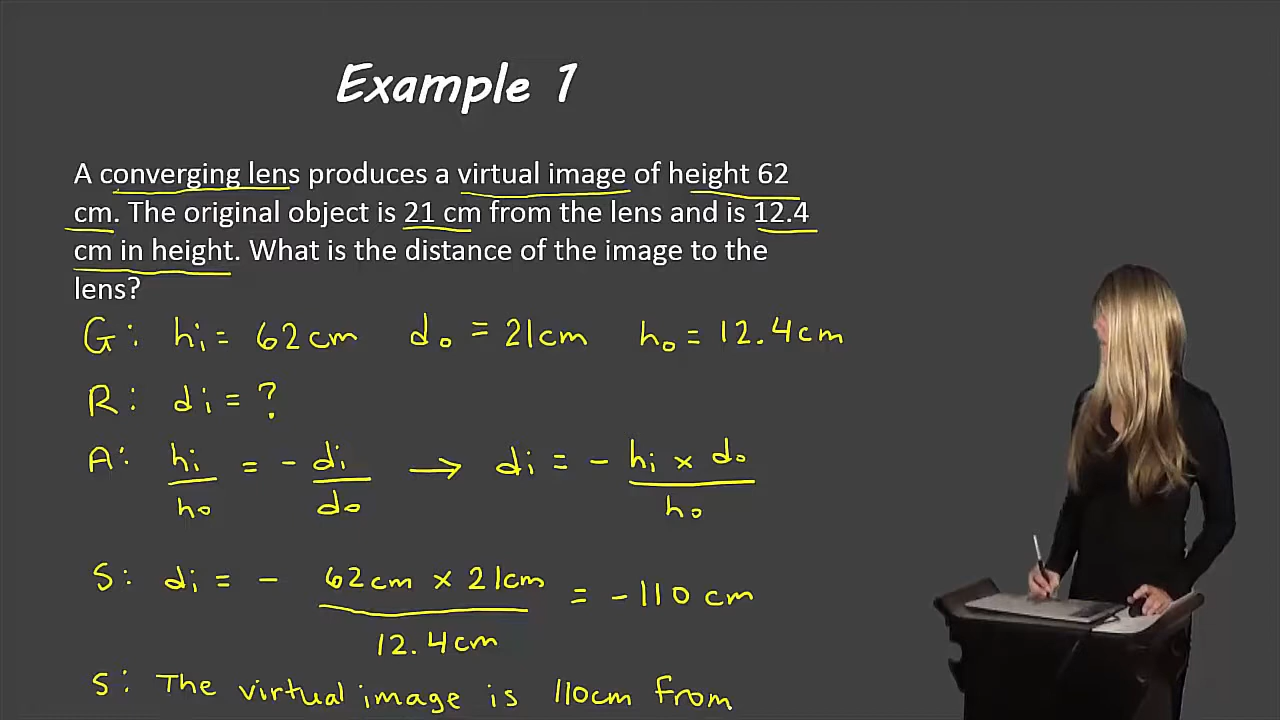 Example 1
A converging lens produces a virtual image of height 62
cm. The original object is 21 cm from the lens and is 12.4
cm in height. What is the distance of the image to the
lens?
G: hi = 62cm do = 21cm ho = 12.4cm
R: di = ?
A: hi/ho = - di/do → di = - hi x do/ho
S: di = - 62cm x 21cm/12.4cm = -110 cm
S: The virtual image is 110cm from